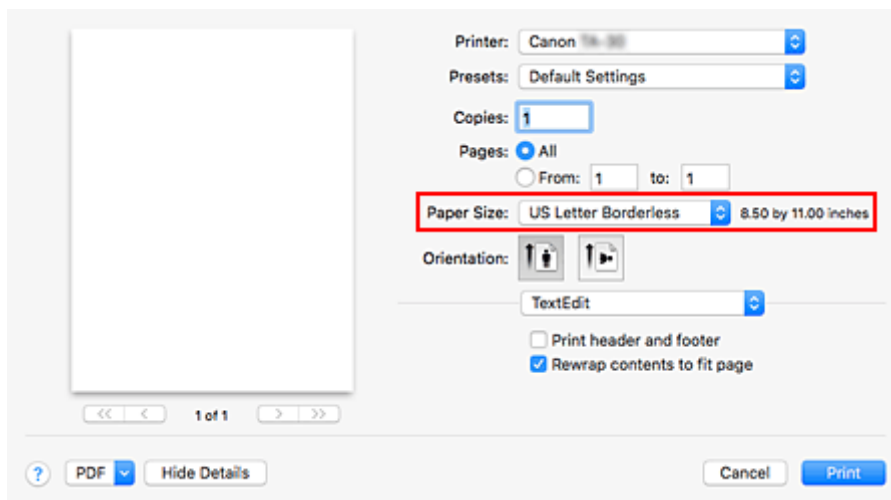 Printer: Canon
Presets: Default Settings
Copies: 1
Pages: All
From: 1 to: 1
Paper Size: US Letter Borderless 8.50 by 11.00 inches
Orientation:
TextEdit
Print header and footer
Rewrap contents to fit page
1 of 1
? PDF Hide Details Cancel Print